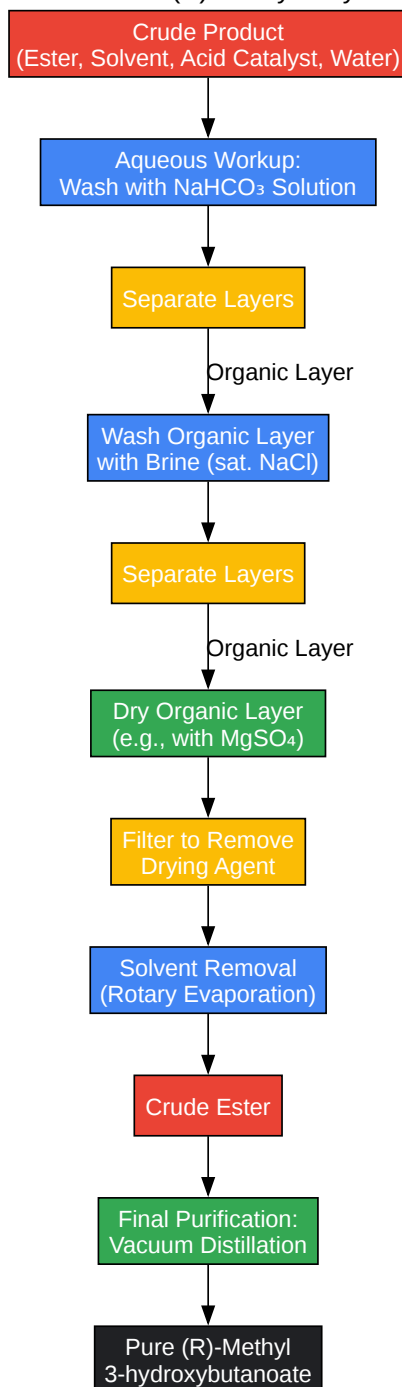 Crude Product
(Ester, Solvent, Acid Catalyst, Water)
Aqueous Workup:
Wash with NaHCO₃ Solution
Separate Layers
Organic Layer
Wash Organic Layer
with Brine (sat. NaCl)
Separate Layers
Organic Layer
Dry Organic Layer
(e.g., with MgSO₄)
Filter to Remove
Drying Agent
Solvent Removal
(Rotary Evaporation)
Crude Ester
Final Purification:
Vacuum Distillation
Pure (R)-Methyl
3-hydroxybutanoate